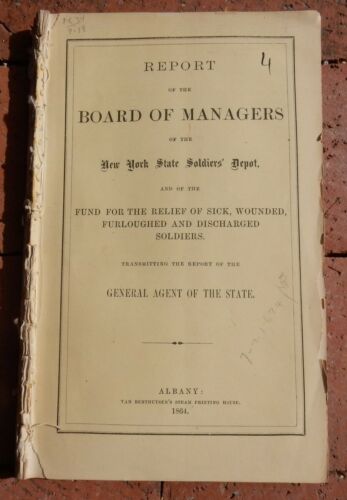 4
REPORT
OF THE
BOARD OF MANAGERS
OF THE
New York State Soldiers' Depot,
AND OF THE
FUND FOR THE RELIEF OF SICK, WOUNDED,
FURLOUGHED AND DISCHARGED
SOLDIERS.
TRANSMITTING THE REPORT OF THE
GENERAL AGENT OF THE STATE.
ALBANY:
VAN BENTHUYSEN'S STEAM PRINTING HOUSE.
1864.